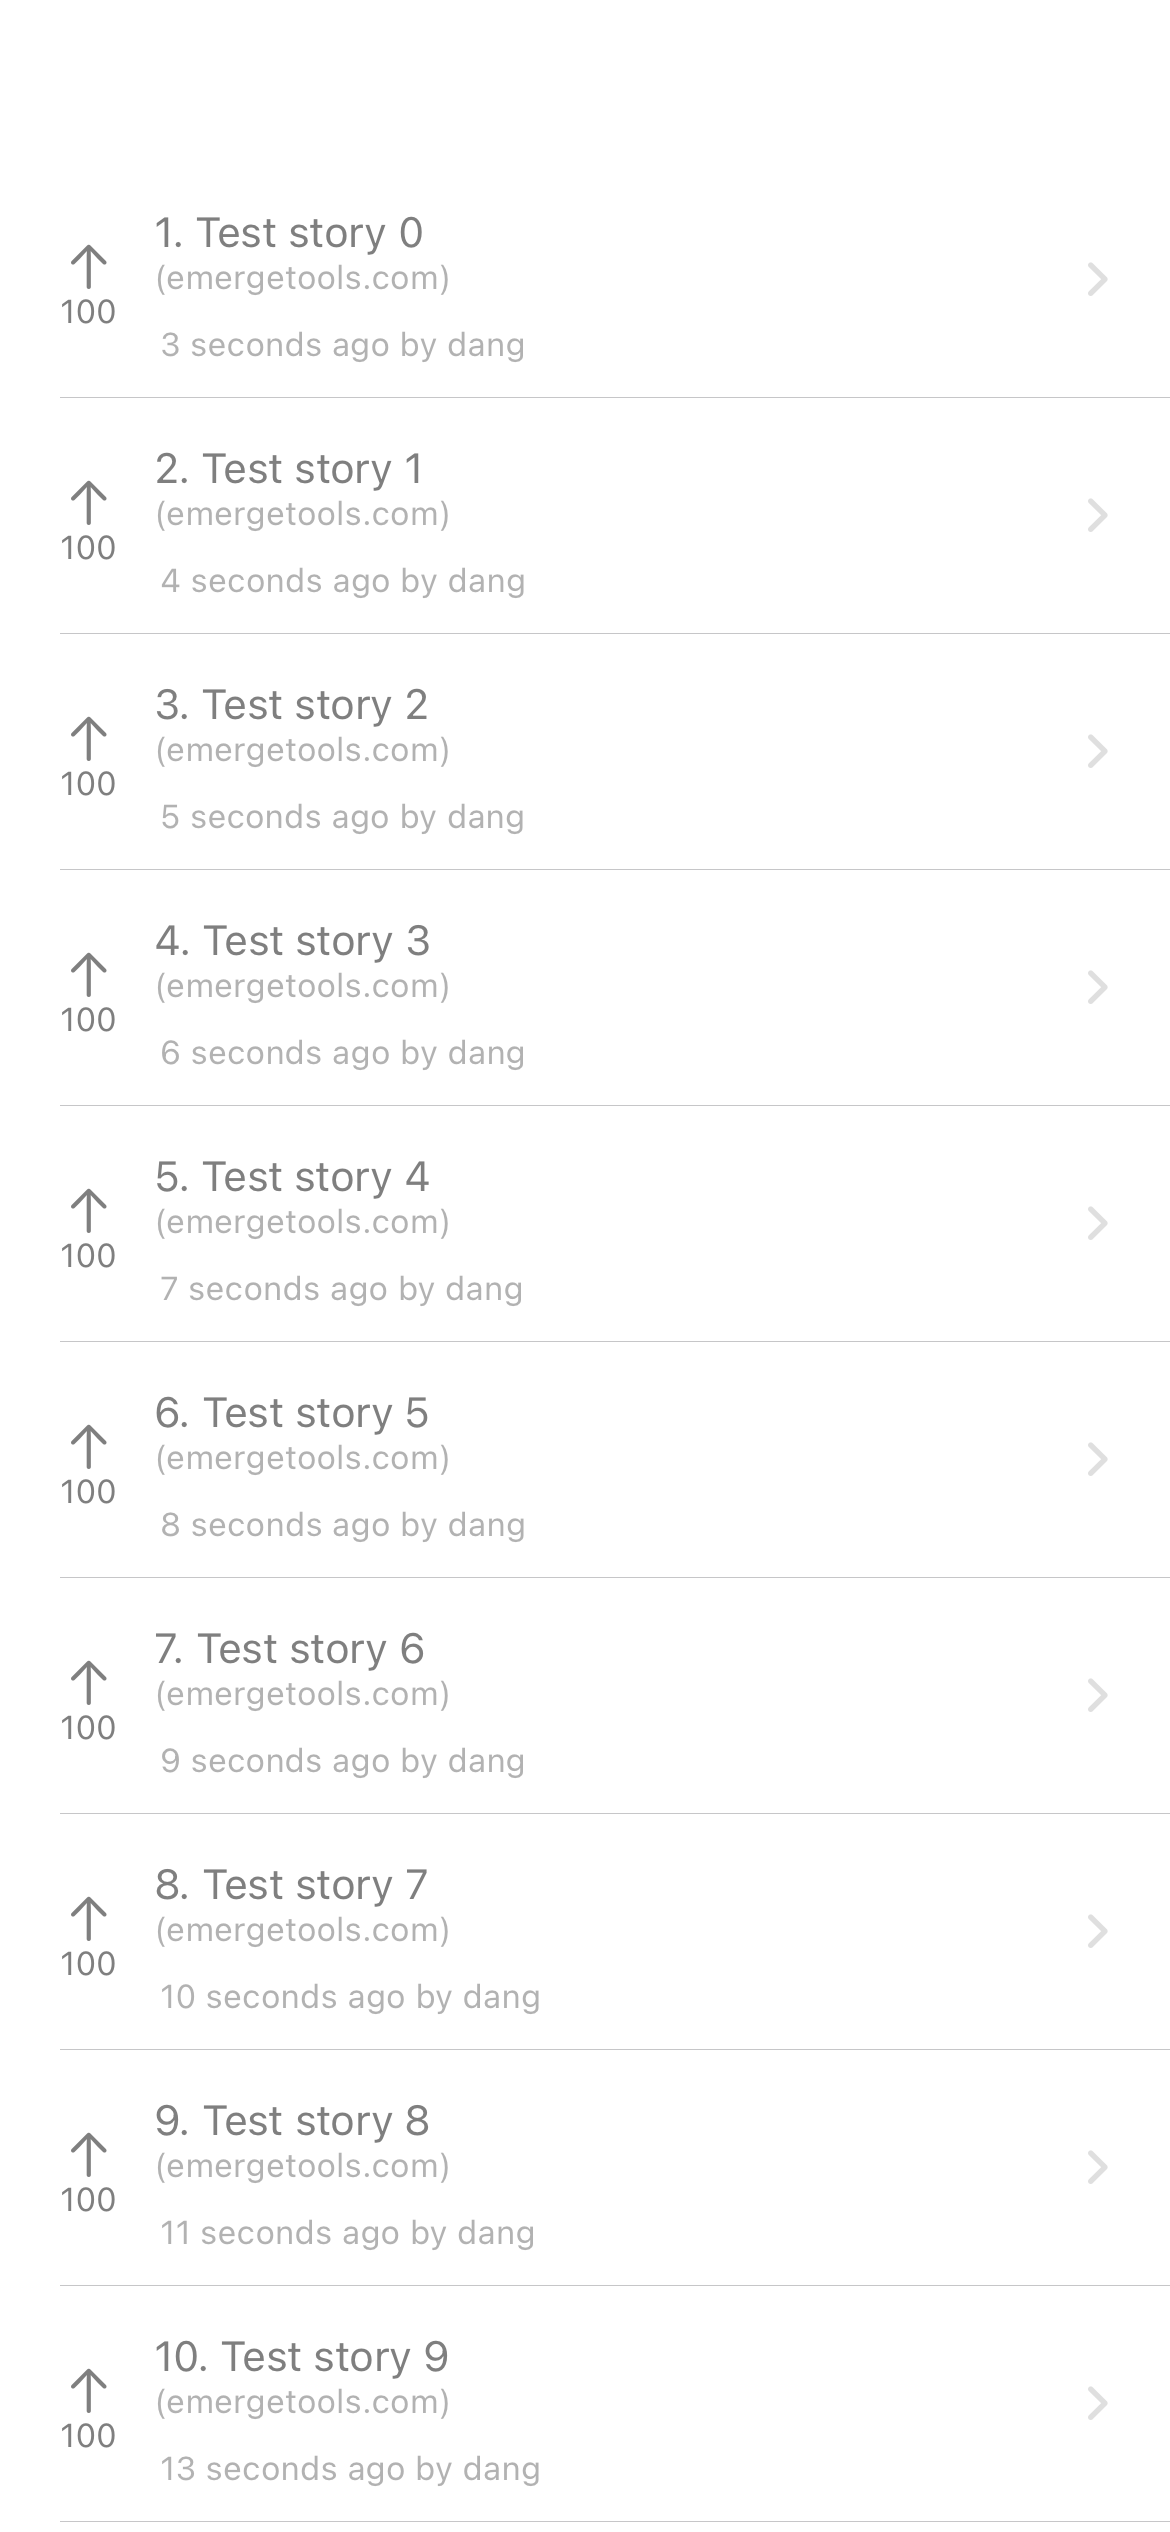 1. Test story 0
(emergetools.com)
100
3 seconds ago by dang
2. Test story 1
(emergetools.com)
100
4 seconds ago by dang
3. Test story 2
(emergetools.com)
100
5 seconds ago by dang
4. Test story 3
(emergetools.com)
100
6 seconds ago by dang
5. Test story 4
(emergetools.com)
100
7 seconds ago by dang
6. Test story 5
(emergetools.com)
100
8 seconds ago by dang
7. Test story 6
(emergetools.com)
100
9 seconds ago by dang
8. Test story 7
(emergetools.com)
100
10 seconds ago by dang
9. Test story 8
(emergetools.com)
100
11 seconds ago by dang
10. Test story 9
(emergetools.com)
100
13 seconds ago by dang